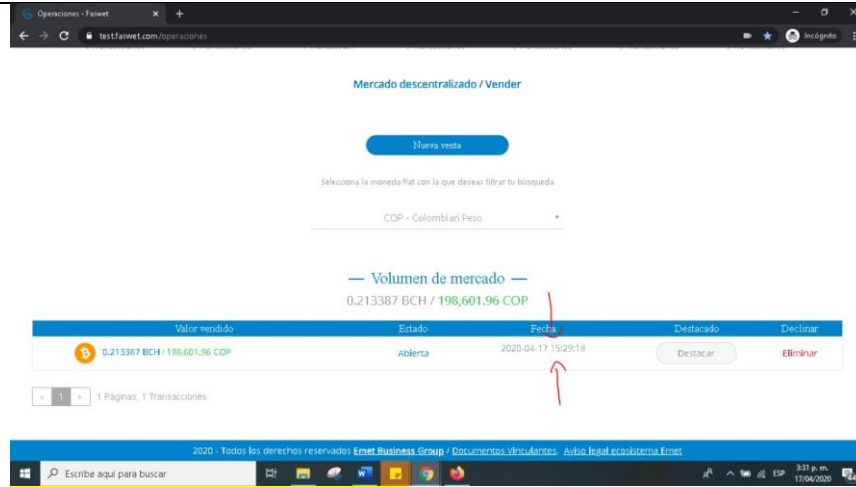 Operaciones - Faswet
test.faswet.com/operaciones
Incógnito
Mercado descentralizado / Vender
Nueva vesta
Selecciona la moneda fiat con la que deseas filtrar tu búsqueda.
COP - Colombian Peso
— Volumen de mercado —
0.213387 BCH / 198,601.96 COP
Valor vendido Estado Fecha Destacado Declinar
0.213387 BCH / 198,601.96 COP Abierta 2020-04-17 15:29:18 Destacar Eliminar
« 1 » 1 Páginas, 1 Transacciones
2020 - Todos los derechos reservados Emet Business Group / Documentos Vinculantes. Aviso legal ecosistema Emet
Escribe aquí para buscar
ESP
3:31 p. m.
17/04/2020